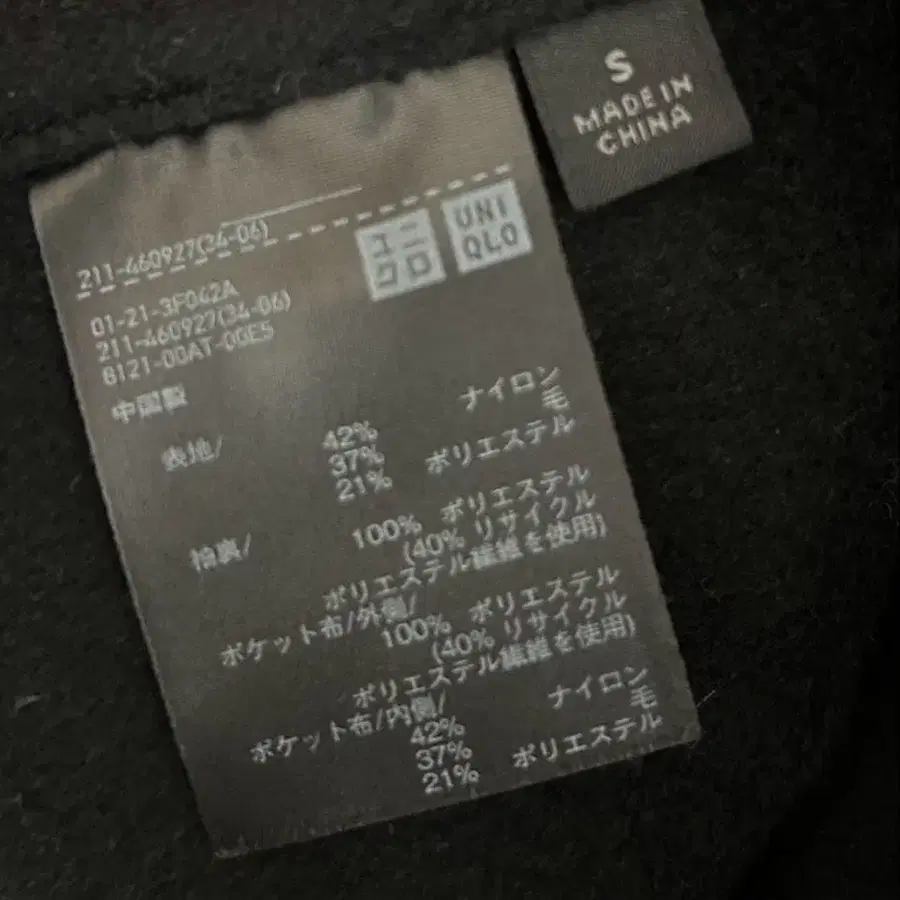 S
MADE IN
CHINA
211-460927(34-06)
ユニ
クロ
UNI
QLO
01-21-3F042A
211-460927(34-06)
8121-00AT-00E5
中国製
表地/ 42% ナイロン
37% 毛
21% ポリエステル
袖裏/ 100% ポリエステル
(40% リサイクル
ポリエステル繊維を使用)
ポケット布/外側/
100% ポリエステル
(40% リサイクル
ポリエステル繊維を使用)
ポケット布/内側/
42% ナイロン
37% 毛
21% ポリエステル